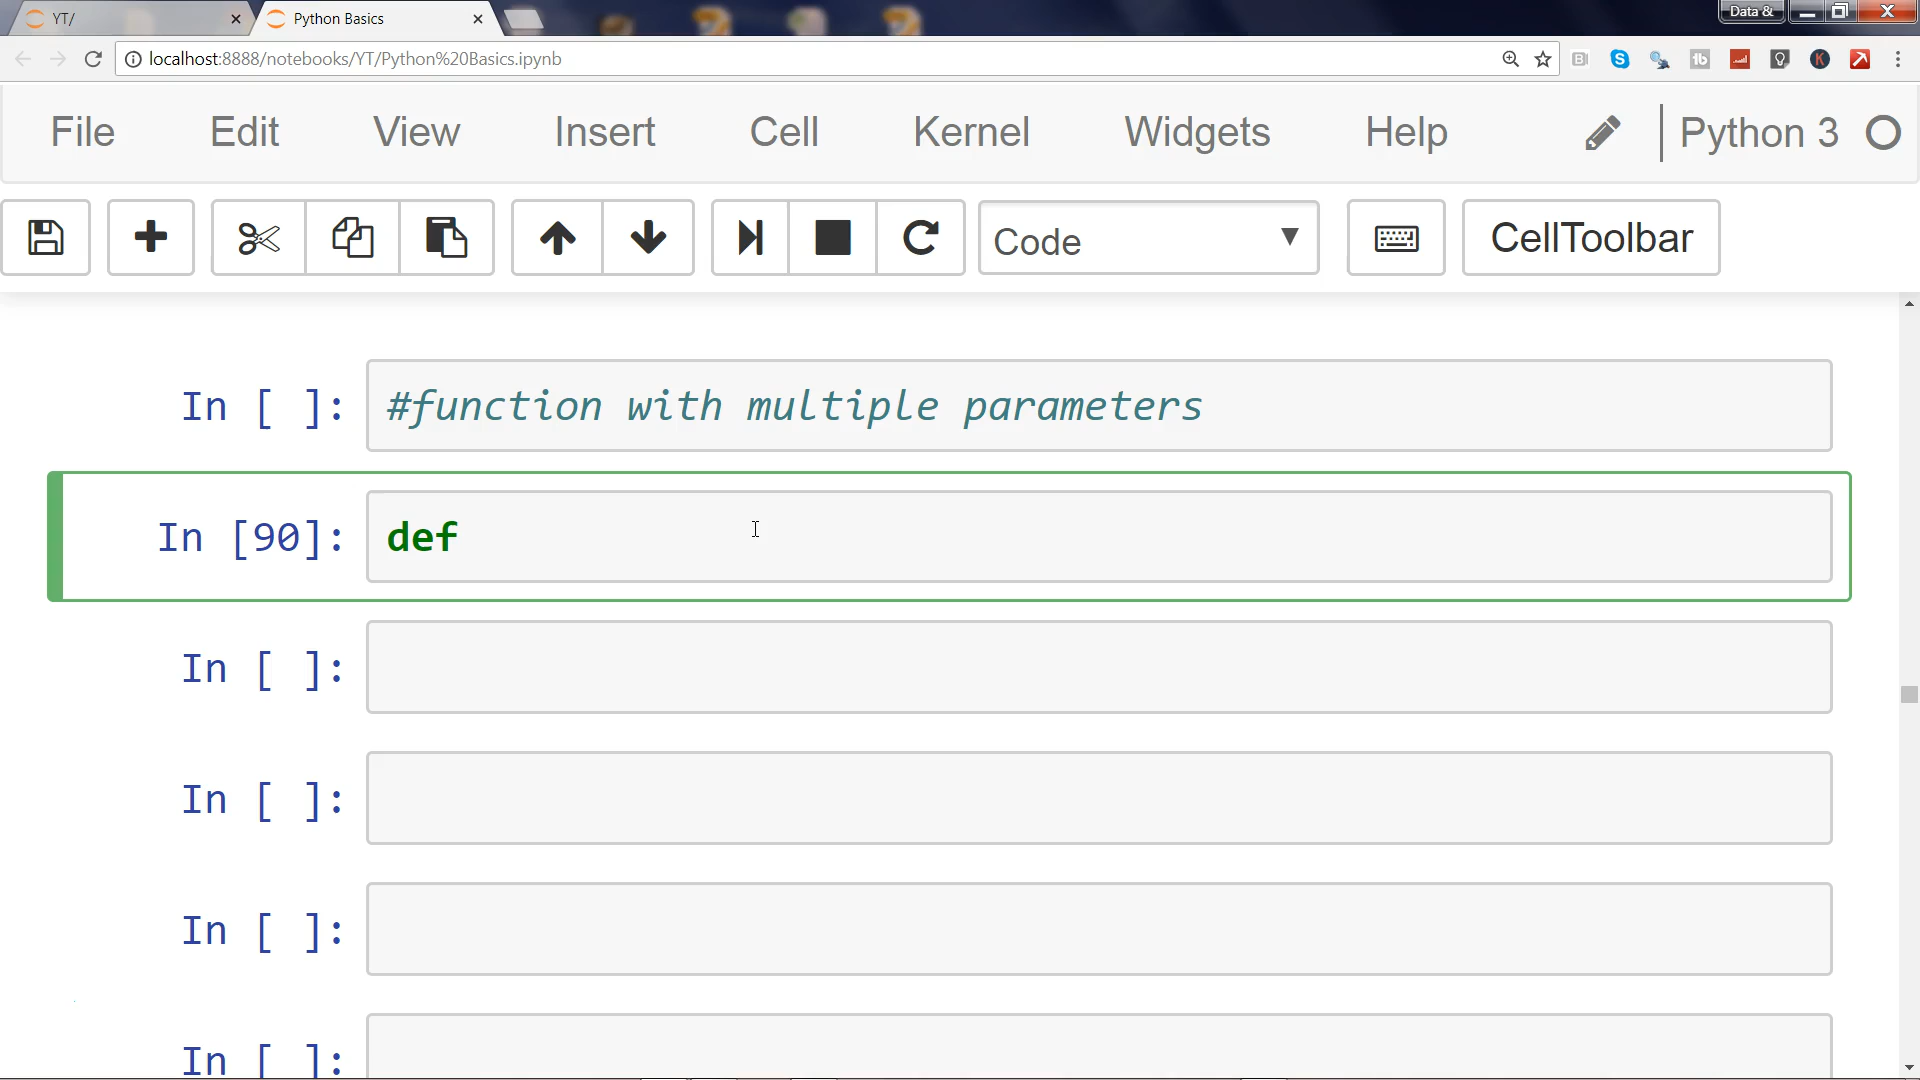 YT/
Python Basics
Data &
localhost:8888/notebooks/YT/Python%20Basics.ipynb
File Edit View Insert Cell Kernel Widgets Help Python 3
Code CellToolbar
In [ ]: #function with multiple parameters
In [90]: def
In [ ]:
In [ ]:
In [ ]:
In [ ]: